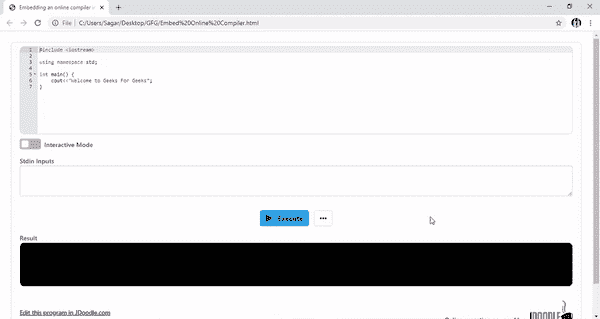 Embedding an online compiler
File
C:/Users/Sagar/Desktop/GFG/Embed%20Online%20Compiler.html
1 #include <iostream>
2
3 using namespace std;
4
5 int main() {
6 cout<<"Welcome to Geeks For Geeks";
7 }
Interactive Mode
Stdin Inputs
Execute
Result
Edit this program in JDoodle.com
JDOODLE